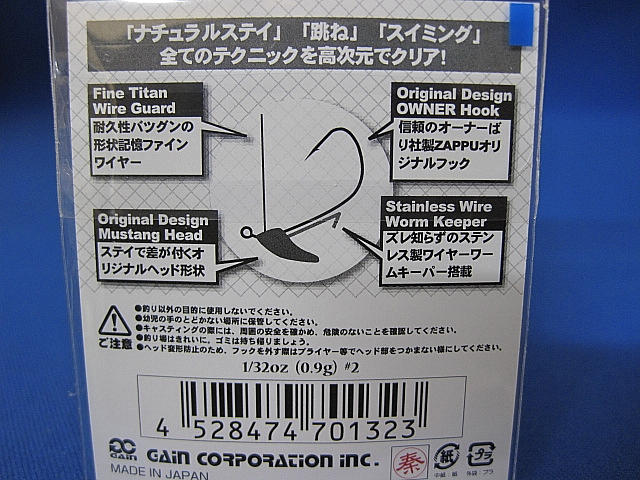 「ナチュラルステイ」「跳ね」「スイミング」
全てのテクニックを高次元でクリア!
Fine Titan
Wire Guard
耐久性バツグンの
形状記憶ファイン
ワイヤー
Original Design
OWNER Hook
信頼のオーナーば
り社製ZAPPUオリ
ジナルフック
Original Design
Mustang Head
ステイで差が付くオ
リジナルヘッド形状
Stainless Wire
Worm Keeper
ズレ知らずのステン
レス製ワイヤーワー
ムキーパー搭載
ご注意
●釣り以外の目的に使用しないでください。
●幼児の手のとどかない場所に保管してください。
●キャスティングの際には、周囲の安全を確かめ、危険のないことを確認してください。
●釣り場はきれいに、ゴミは持ち帰りましょう。
●ヘッド変形防止のため、フックを外す際はプライヤー等でヘッド部をつかまない様にしてください。
1/32oz (0.9g) #2
4 528474 701323
GAIN GAIN CORPORATION INC.
MADE IN JAPAN
秦
紙
中紙:紙
プラ
外袋:プラ